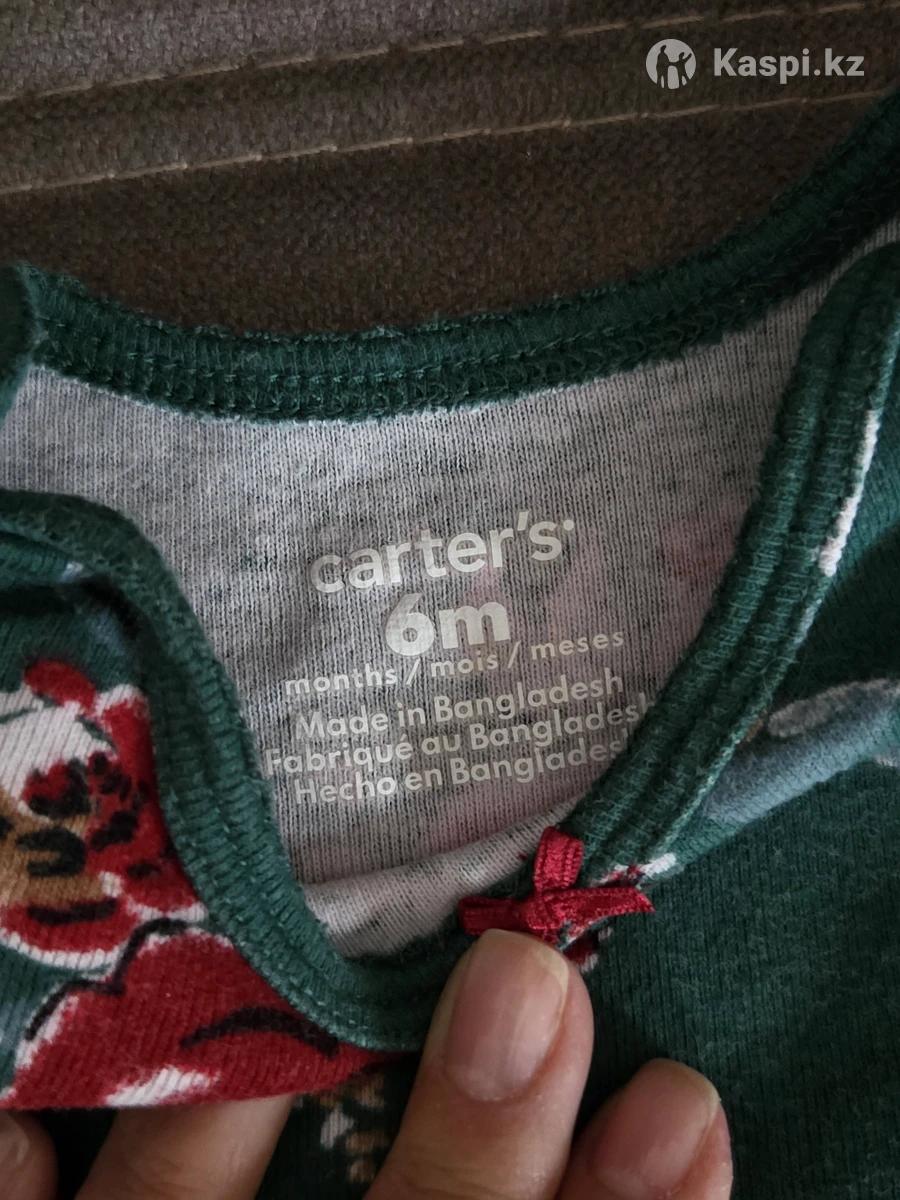 Kaspi.kz
carter's
6m
months / mois / meses
Made in Bangladesh
Fabriqué au Bangladesh
Hecho en Bangladesh